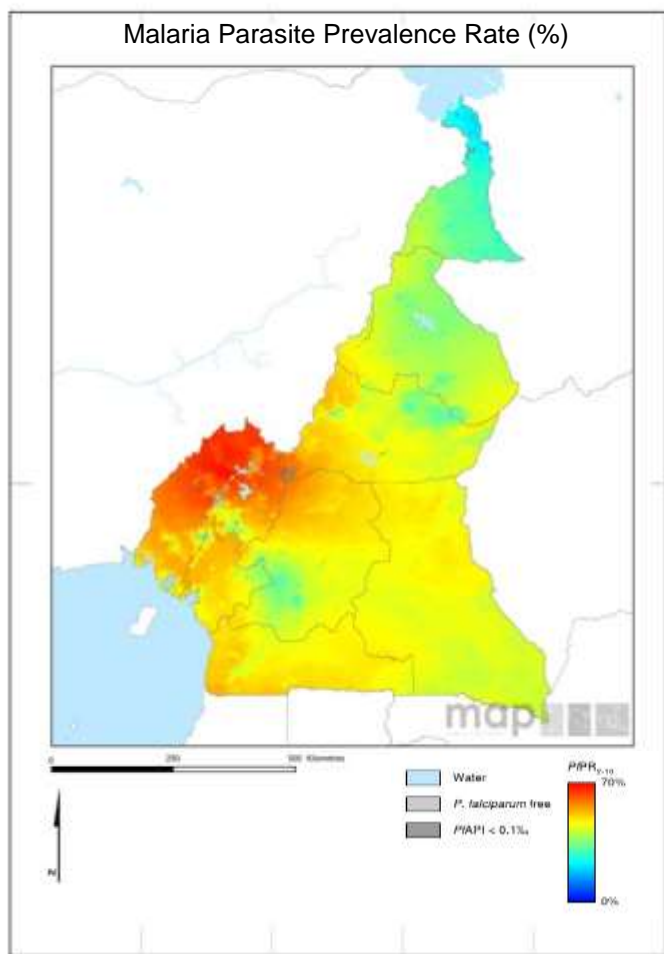 Malaria Parasite Prevalence Rate (%)
map
0 250 500 Kilometres
Water
P. falciparum free
PfAPI < 0.1‰
PfPR2-10
70%
0%
N